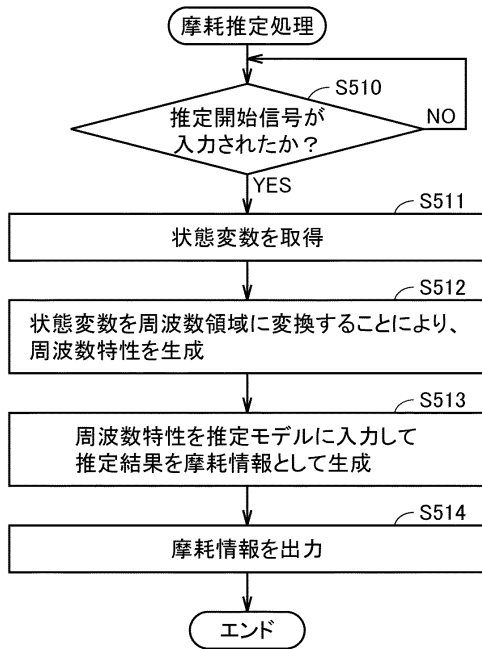 摩耗推定処理
S510
推定開始信号が
入力されたか？
NO
YES
S511
状態変数を取得
S512
状態変数を周波数領域に変換することにより、
周波数特性を生成
S513
周波数特性を推定モデルに入力して
推定結果を摩耗情報として生成
S514
摩耗情報を出力
エンド